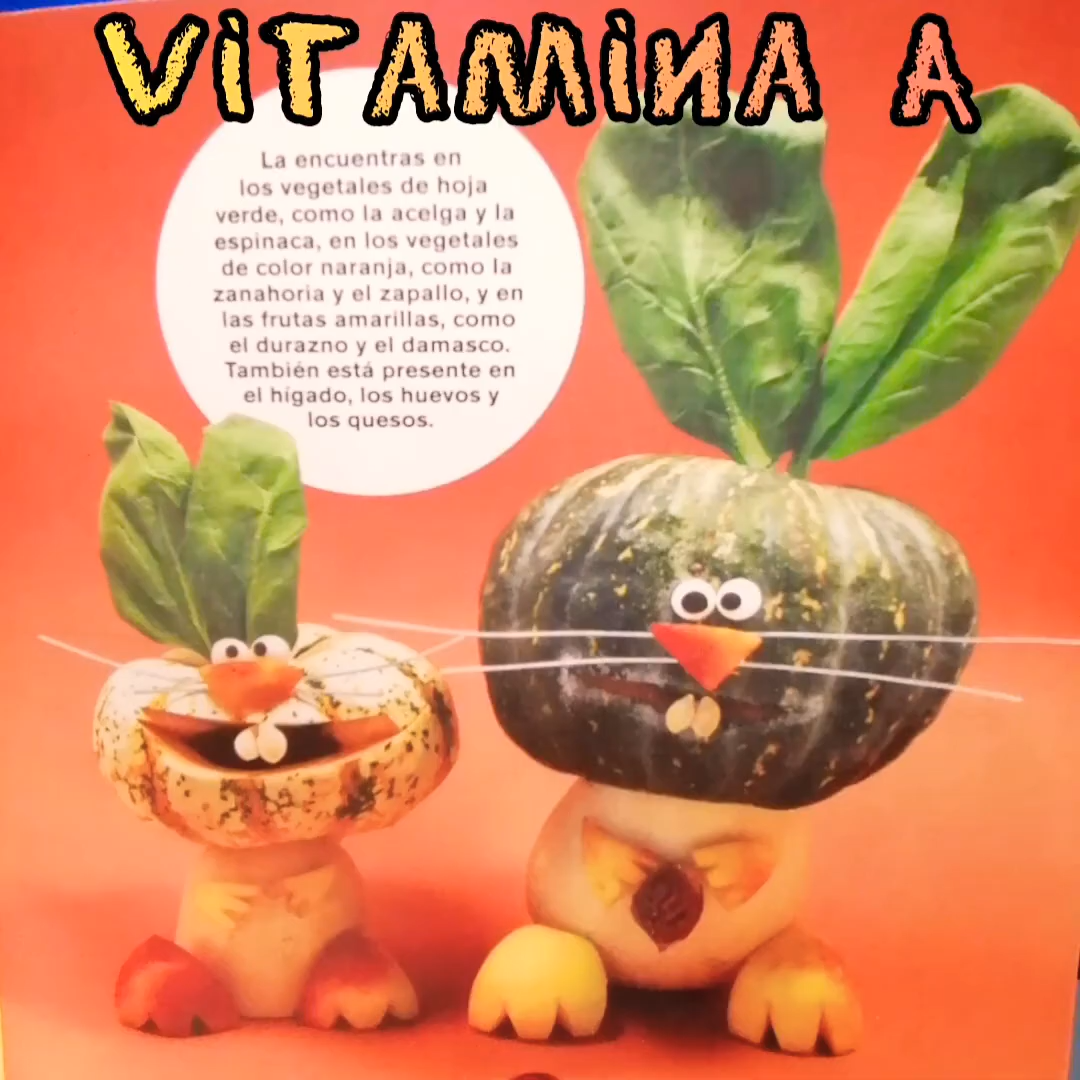 VITAMINA A
La encuentras en
los vegetales de hoja
verde, como la acelga y la
espinaca, en los vegetales
de color naranja, como la
zanahoria y el zapallo, y en
las frutas amarillas, como
el durazno y el damasco.
También está presente en
el hígado, los huevos y
los quesos.